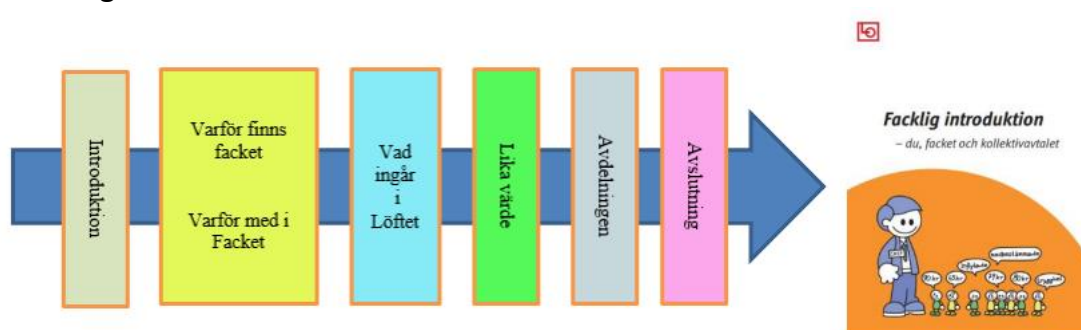 Introduktion
Varför finns
facket
Varför med i
Facket
Vad
ingår
i
Löftet
Lika värde
Avdelningen
Avslutning
LO
Facklig introduktion
– du, facket och kollektivavtalet